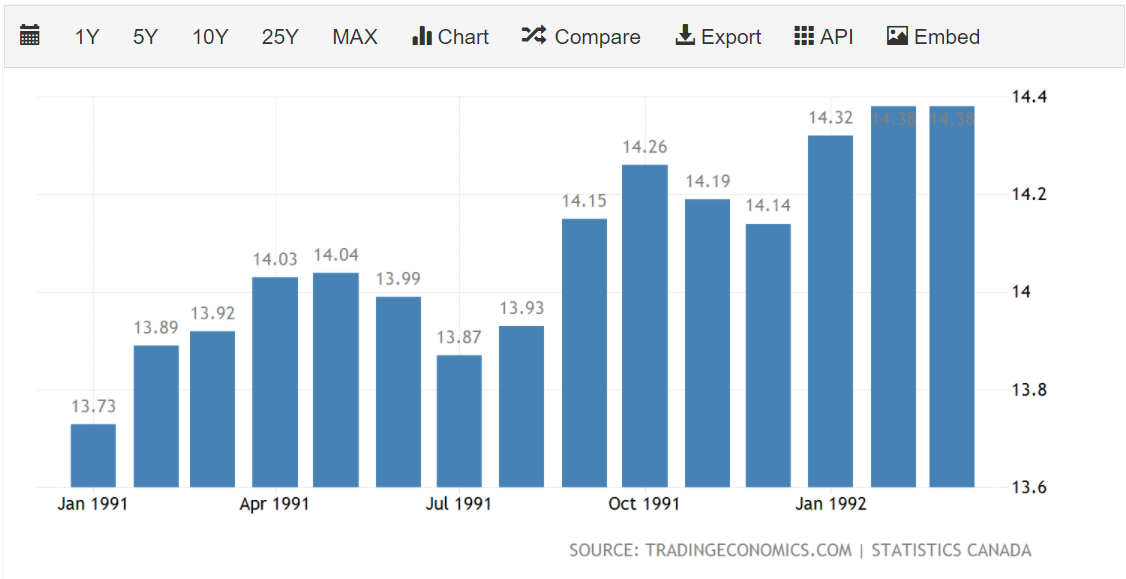 1Y 5Y 10Y 25Y MAX Chart Compare Export API Embed
14.4
14.32 14.38 14.38
14.26
14.2
14.15 14.19 14.14
14.03 14.04
13.99
14
13.89 13.92 13.87 13.93
13.8
13.73
13.6
Jan 1991 Apr 1991 Jul 1991 Oct 1991 Jan 1992
SOURCE: TRADINGECONOMICS.COM | STATISTICS CANADA